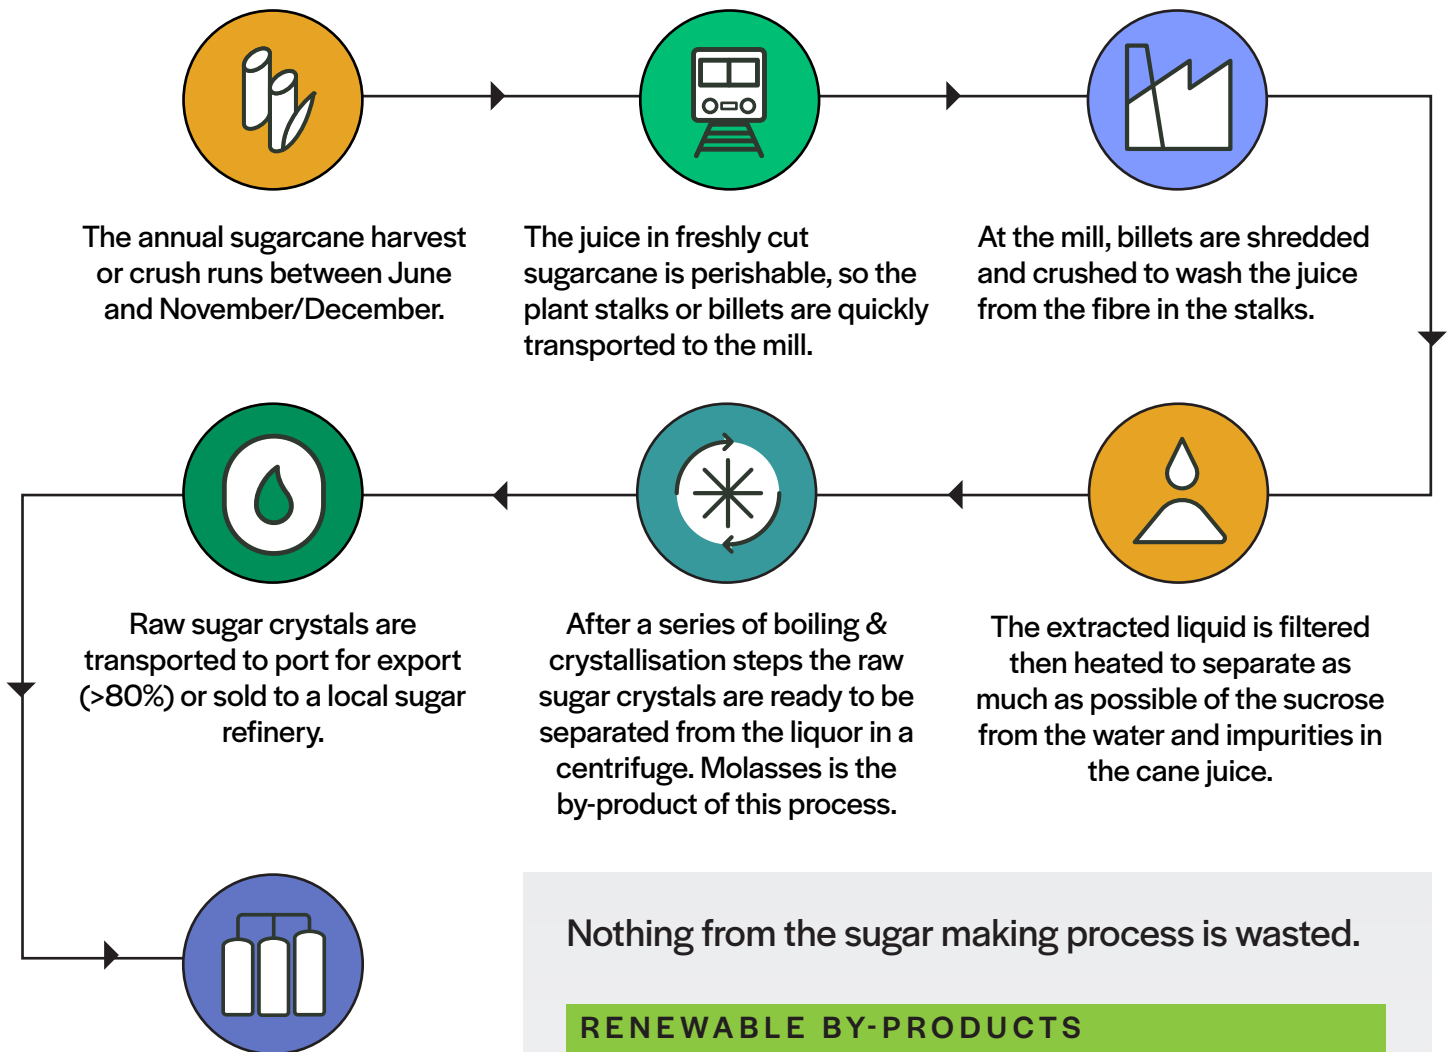 The annual sugarcane harvest
or crush runs between June
and November/December.
The juice in freshly cut
sugarcane is perishable, so the
plant stalks or billets are quickly
transported to the mill.
At the mill, billets are shredded
and crushed to wash the juice
from the fibre in the stalks.
The extracted liquid is filtered
then heated to separate as
much as possible of the sucrose
from the water and impurities in
the cane juice.
After a series of boiling &
crystallisation steps the raw
sugar crystals are ready to be
separated from the liquor in a
centrifuge. Molasses is the
by-product of this process.
Raw sugar crystals are
transported to port for export
(>80%) or sold to a local sugar
refinery.
Nothing from the sugar making process is wasted.
RENEWABLE BY-PRODUCTS